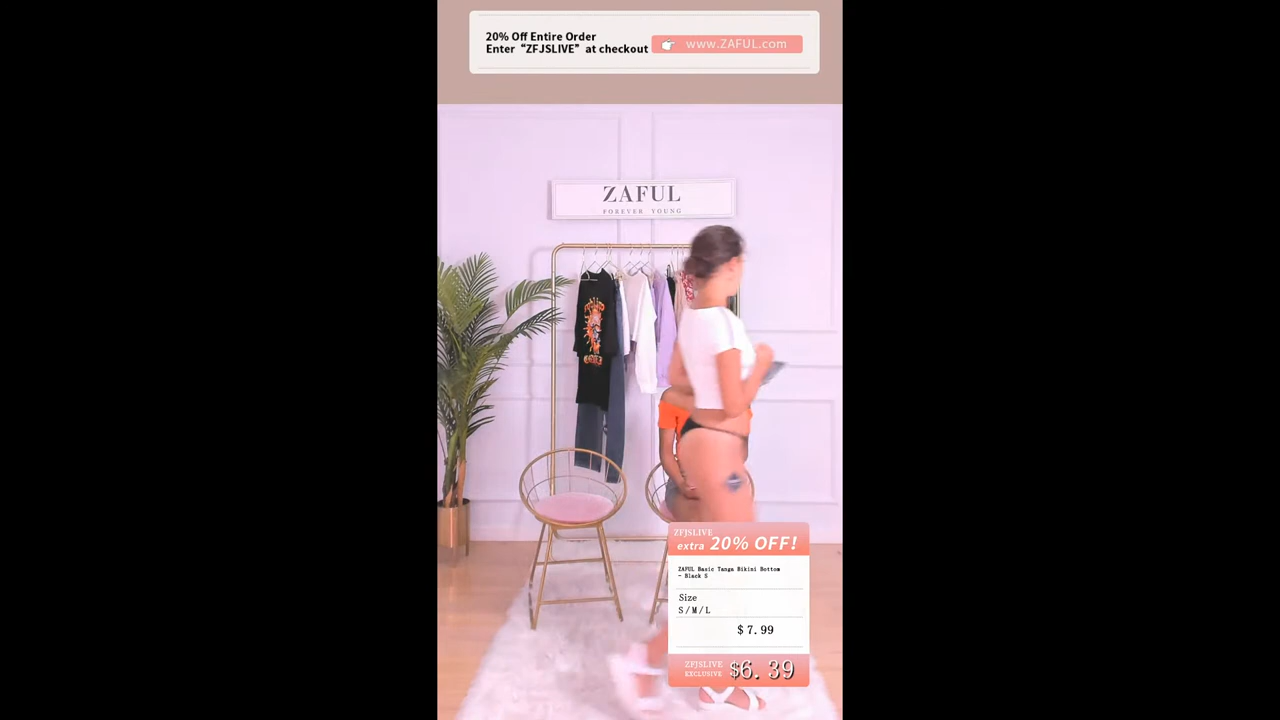 20% Off Entire Order
Enter “ZFJSLIVE” at checkout
www.ZAFUL.com
ZAFUL
FOREVER YOUNG
ZFJSLIVE
extra 20% OFF!
ZAFUL Basic Tanga Bikini Bottom
- Black S
Size
S/M/L
$7.99
ZFJSLIVE
EXCLUSIVE
$6.39